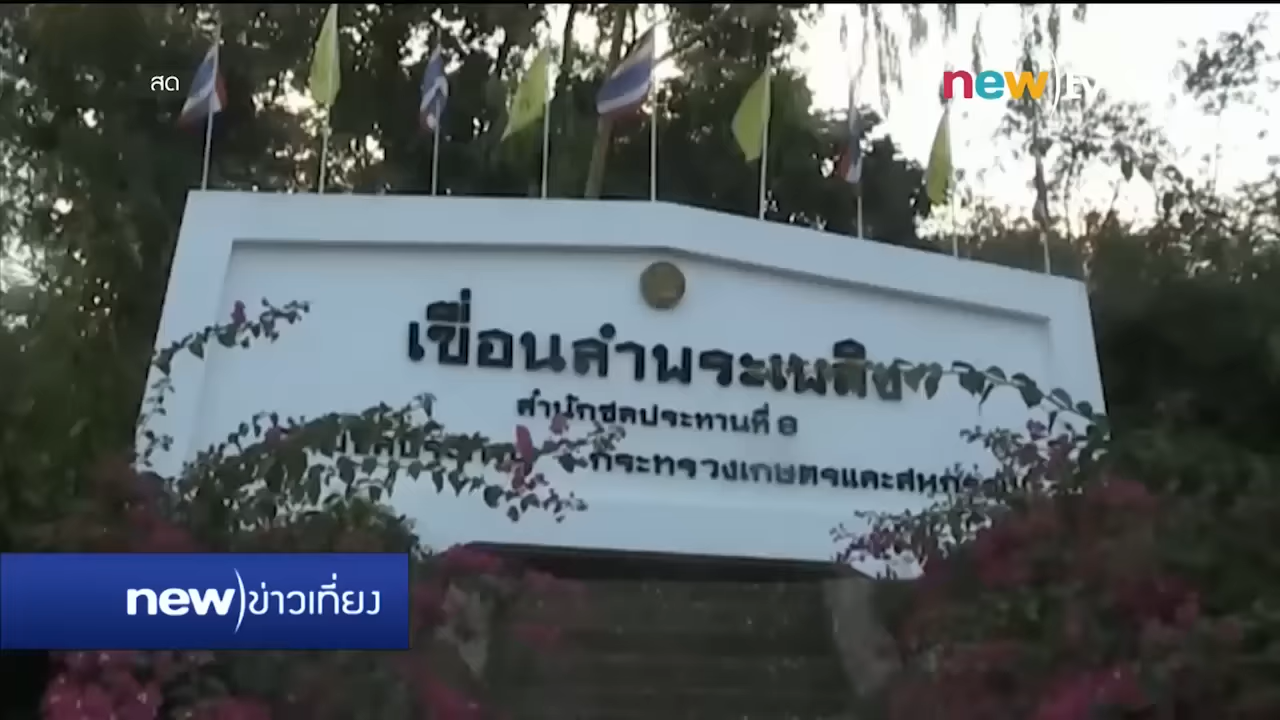 สด
new)tv
เขื่อนลำพระเพลิง
สำนักชลประทานที่ ๘
กระทรวงเกษตรและสหกรณ์
new)ข่าวเที่ยง